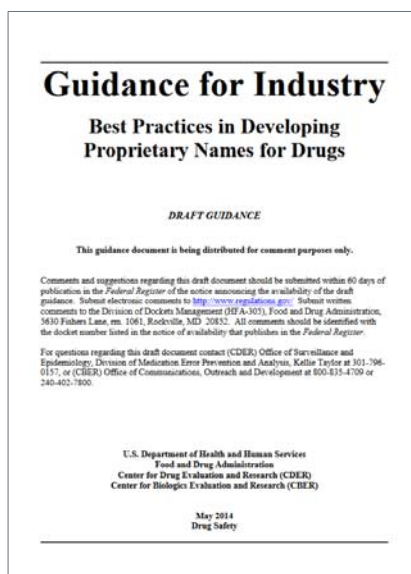 Guidance for Industry
Best Practices in Developing
Proprietary Names for Drugs
DRAFT GUIDANCE
This guidance document is being distributed for comment purposes only.
Comments and suggestions regarding this draft document should be submitted within 60 days of
publication in the Federal Register of the notice announcing the availability of the draft
guidance. Submit electronic comments to http://www.regulations.gov/ Submit written
comments to the Division of Dockets Management (HFA-305), Food and Drug Administration,
5630 Fishers Lane, rm. 1061, Rockville, MD 20852. All comments should be identified with
the docket number listed in the notice of availability that publishes in the Federal Register.
For questions regarding this draft document contact (CDER) Office of Surveillance and
Epidemiology, Division of Medication Error Prevention and Analysis, Kellie Taylor at 301-796-
0157, or (CBER) Office of Communications, Outreach and Development at 800-835-4709 or
240-402-7800.
U.S. Department of Health and Human Services
Food and Drug Administration
Center for Drug Evaluation and Research (CDER)
Center for Biologics Evaluation and Research (CBER)
May 2014
Drug Safety